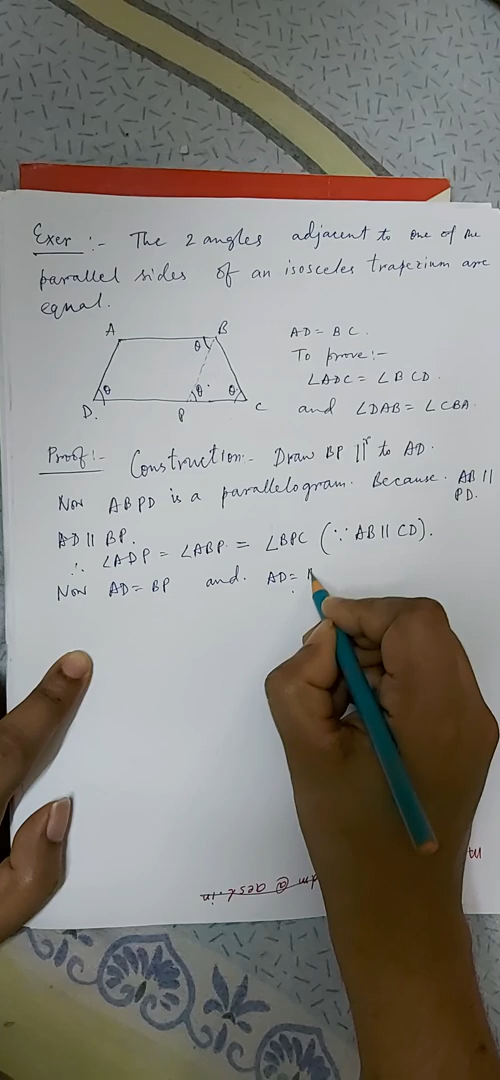 Exer :- The 2 angles adjacent to one of the
parallel sides of an isosceles trapezium are
equal.
A B
θ
D θ θ θ C
P
AD = BC.
To prove :-
∠ADC = ∠BCD
and ∠DAB = ∠CBA.
Proof :- Construction:- Draw BP ||r to AD.
Now ABPD is a parallelogram. Because. AB ||
PD.
AD || BP.
∴ ∠ADP = ∠ABP = ∠BPC (∵ AB || CD).
Now AD = BP and. AD =
@ aesk.in